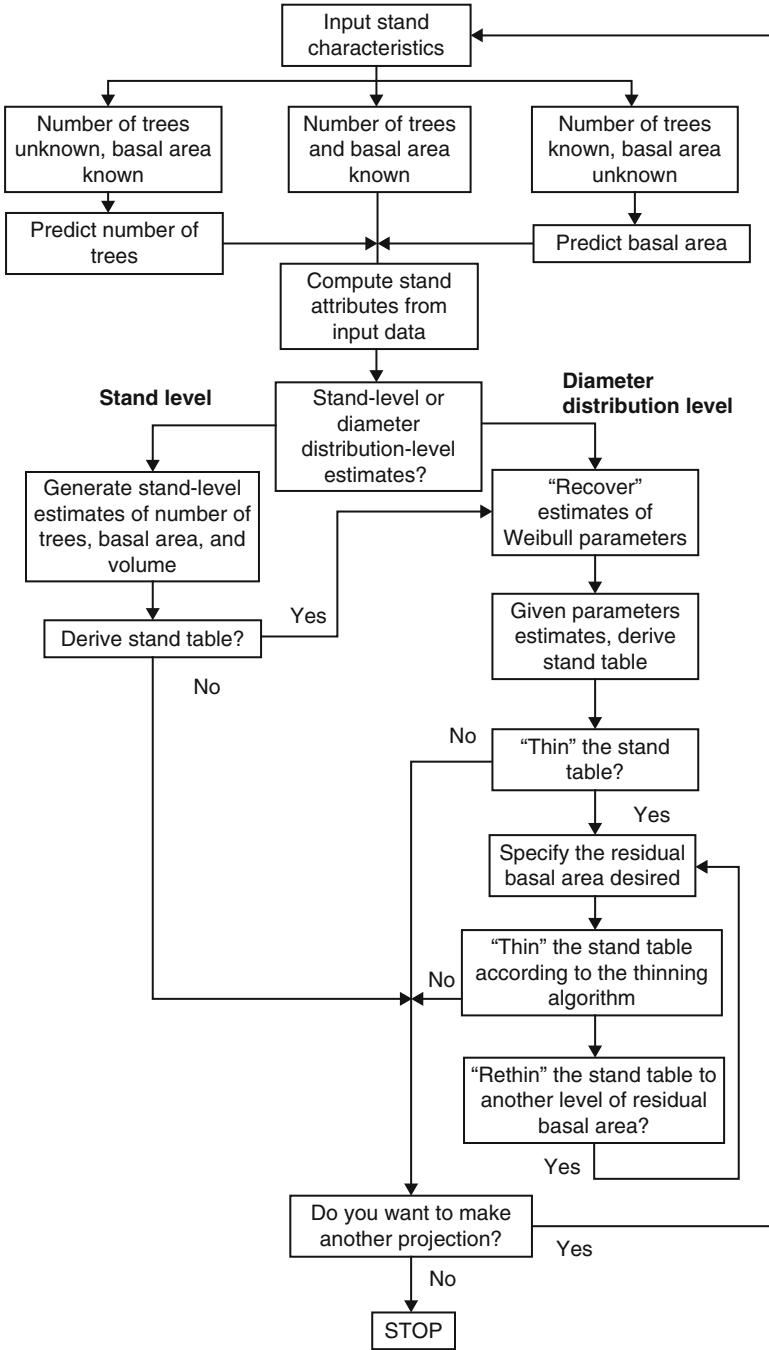 Input stand
characteristics
Number of trees
unknown, basal area
known
Number of trees
and basal area
known
Number of trees
known, basal area
unknown
Predict number of
trees
Predict basal area
Compute stand
attributes from
input data
Stand level
Diameter
distribution level
Stand-level or
diameter
distribution-level
estimates?
Generate stand-level
estimates of number of
trees, basal area, and
volume
“Recover”
estimates of
Weibull parameters
Yes
Derive stand table?
No
Given parameters
estimates, derive
stand table
No
“Thin” the stand
table?
Yes
Specify the residual
basal area desired
“Thin” the stand table
according to the thinning
algorithm
No
“Rethin” the stand table to
another level of residual
basal area?
Yes
Do you want to make
another projection?
Yes
No
STOP